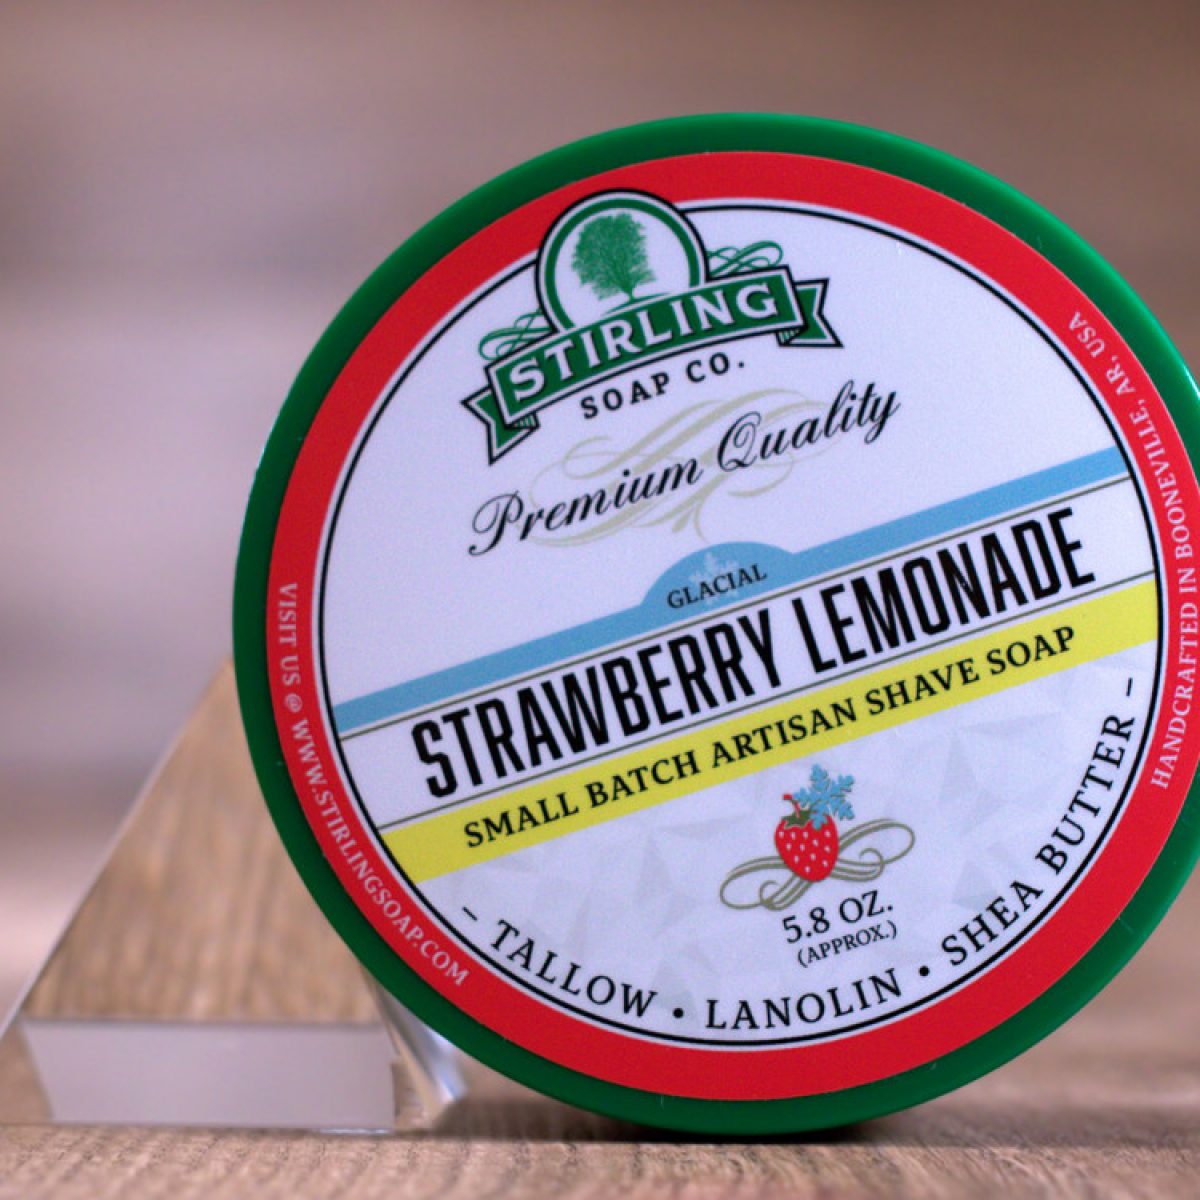 STIRLING
SOAP CO.
Premium Quality
GLACIAL
STRAWBERRY LEMONADE
SMALL BATCH ARTISAN SHAVE SOAP
5.8 OZ.
(APPROX.)
- TALLOW • LANOLIN • SHEA BUTTER -
VISIT US @ WWW.STIRLINGSOAP.COM
HANDCRAFTED IN BOONEVILLE, AR, USA